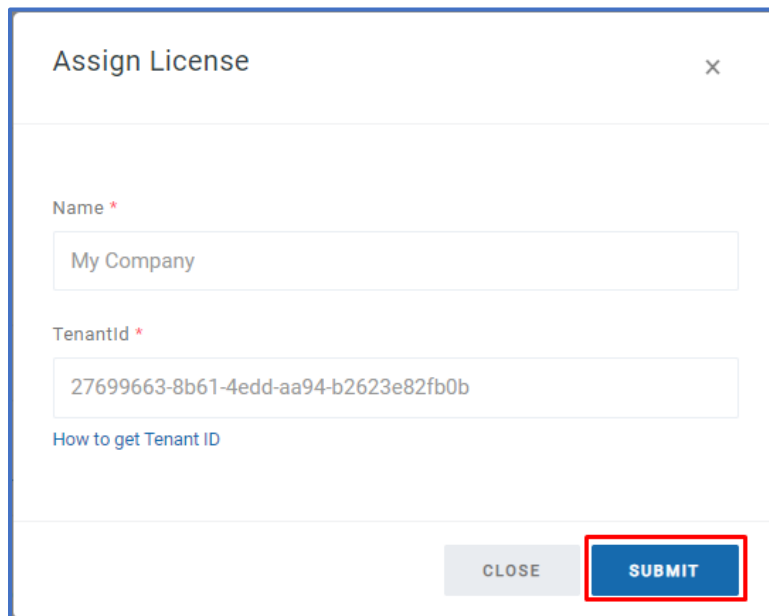 Assign License
×
Name *
My Company
TenantId *
27699663-8b61-4edd-aa94-b2623e82fb0b
How to get Tenant ID
CLOSE SUBMIT